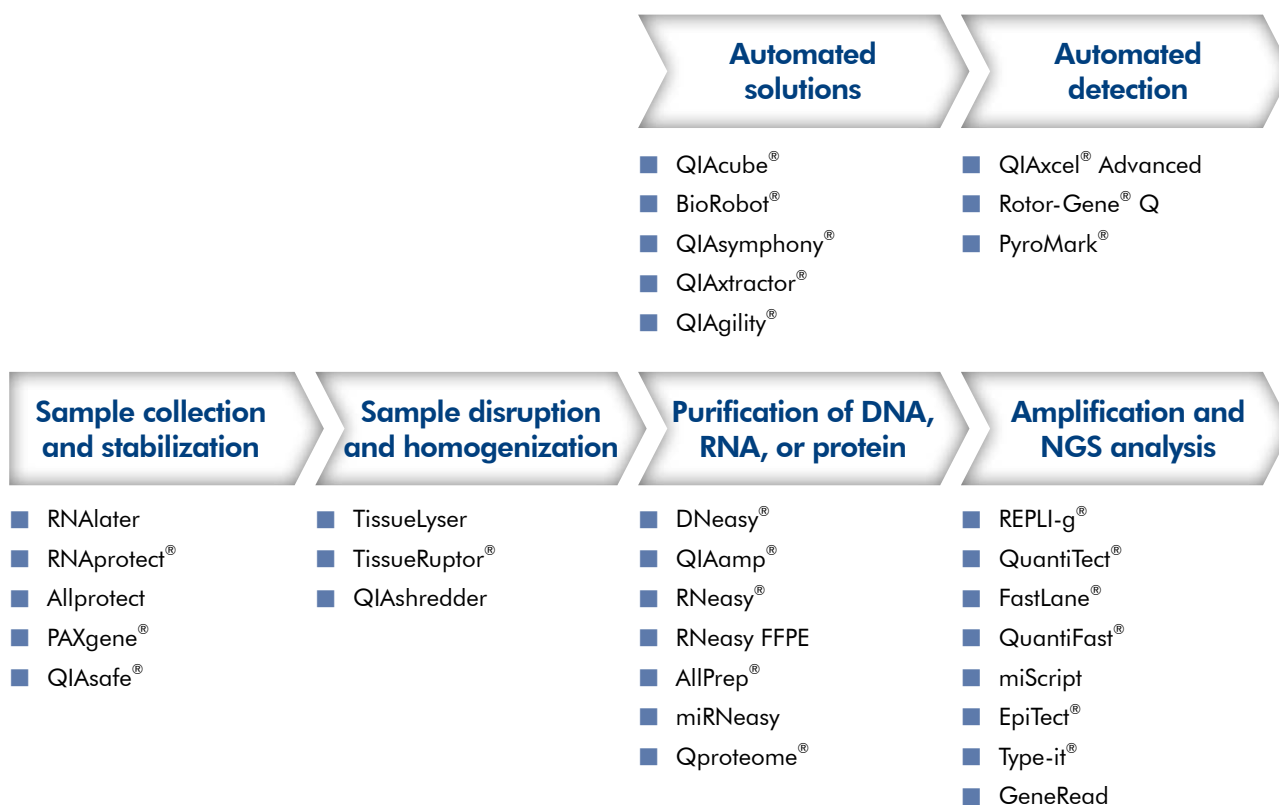 Automated
solutions
QIAcube®
BioRobot®
QIAsymphony®
QIAxtractor®
QIAgility®
Automated
detection
QIAxcel® Advanced
Rotor-Gene® Q
PyroMark®
Sample collection
and stabilization
RNAlater
RNAprotect®
Allprotect
PAXgene®
QIAsafe®
Sample disruption
and homogenization
TissueLyser
TissueRuptor®
QIAshredder
Purification of DNA,
RNA, or protein
DNeasy®
QIAamp®
RNeasy®
RNeasy FFPE
AllPrep®
miRNeasy
Qproteome®
Amplification and
NGS analysis
REPLI-g®
QuantiTect®
FastLane®
QuantiFast®
miScript
EpiTect®
Type-it®
GeneRead